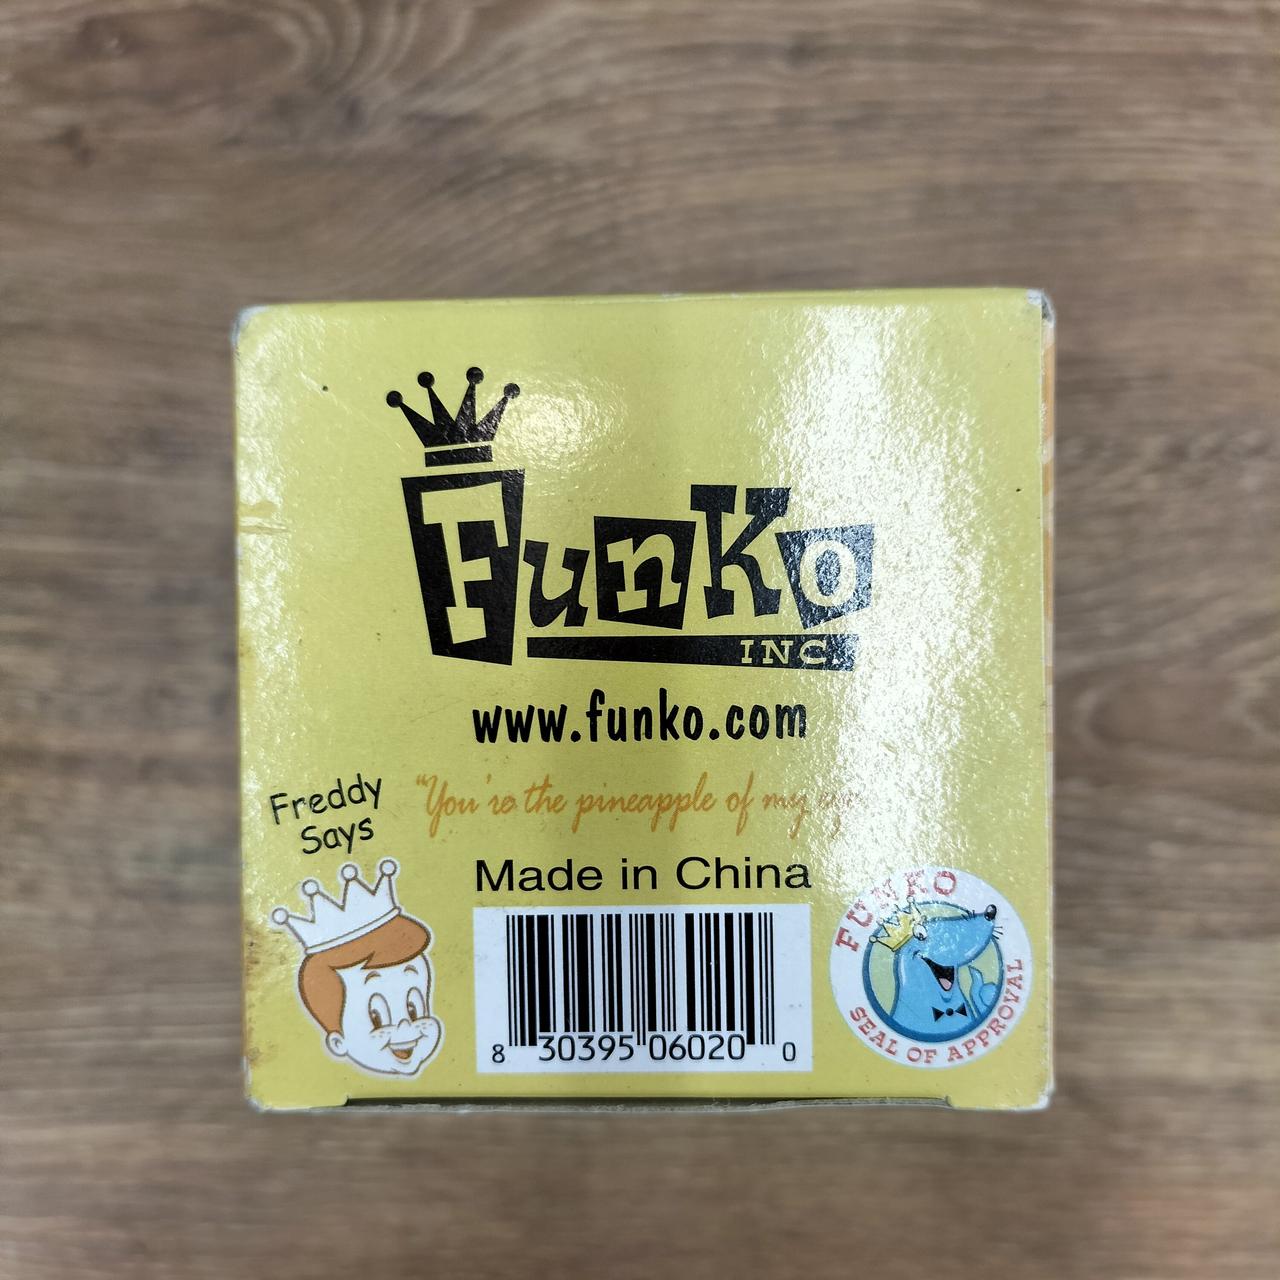 Funko
INC.
www.funko.com
Freddy
Says
"You're the pineapple of my eye
Made in China
8 30395 06020 0
FUNKO
SEAL OF APPROVAL